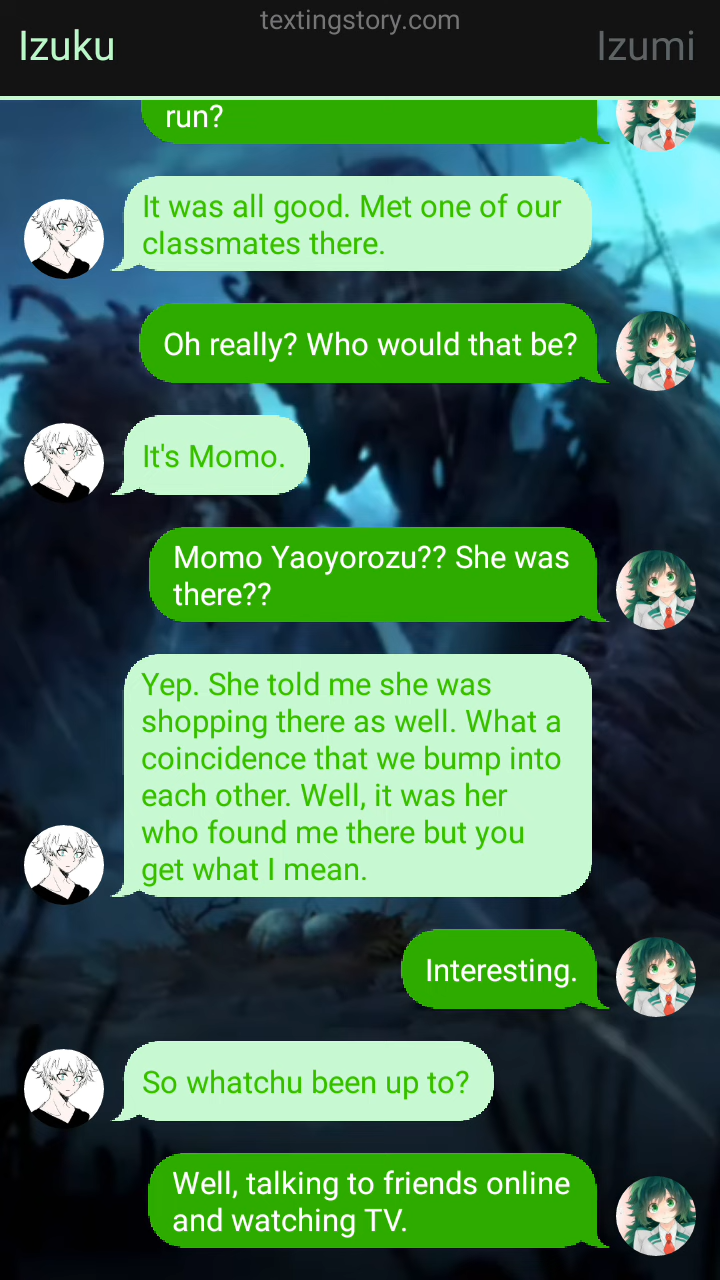 textingstory.com
Izuku
Izumi
run?
It was all good. Met one of our
classmates there.
Oh really? Who would that be?
It's Momo.
Momo Yaoyorozu?? She was
there??
Yep. She told me she was
shopping there as well. What a
coincidence that we bump into
each other. Well, it was her
who found me there but you
get what I mean.
Interesting.
So whatchu been up to?
Well, talking to friends online
and watching TV.